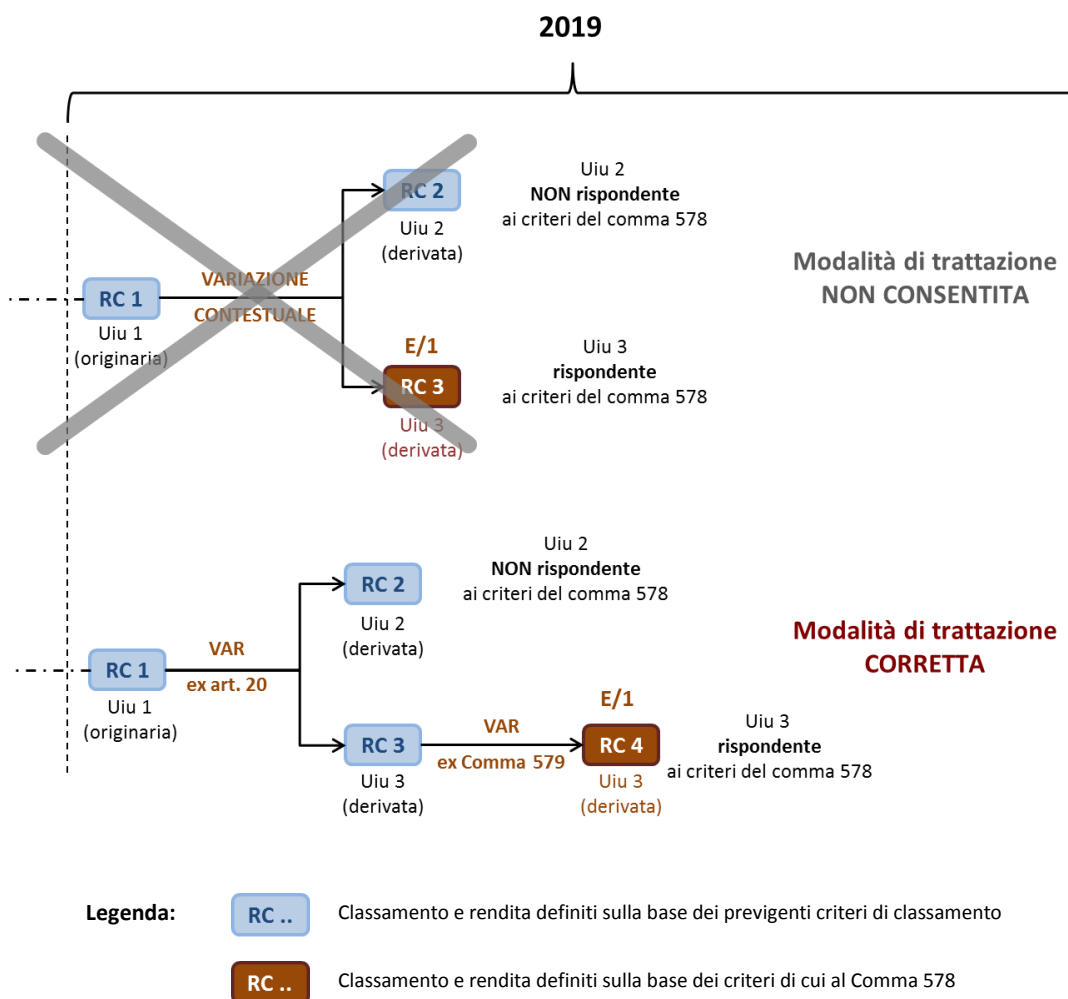 2019
RC 2
Uiu 2
(derivata)
Uiu 2
NON rispondente
ai criteri del comma 578
RC 1
Uiu 1
(originaria)
VARIAZIONE
CONTESTUALE
Modalità di trattazione
NON CONSENTITA
E/1
RC 3
Uiu 3
(derivata)
Uiu 3
rispondente
ai criteri del comma 578
RC 2
Uiu 2
(derivata)
Uiu 2
NON rispondente
ai criteri del comma 578
RC 1
Uiu 1
(originaria)
VAR
ex art. 20
Modalità di trattazione
CORRETTA
RC 3
Uiu 3
(derivata)
VAR
ex Comma 579
E/1
RC 4
Uiu 3
(derivata)
Uiu 3
rispondente
ai criteri del comma 578
Legenda:
RC ..
Classamento e rendita definiti sulla base dei previgenti criteri di classamento
RC ..
Classamento e rendita definiti sulla base dei criteri di cui al Comma 578